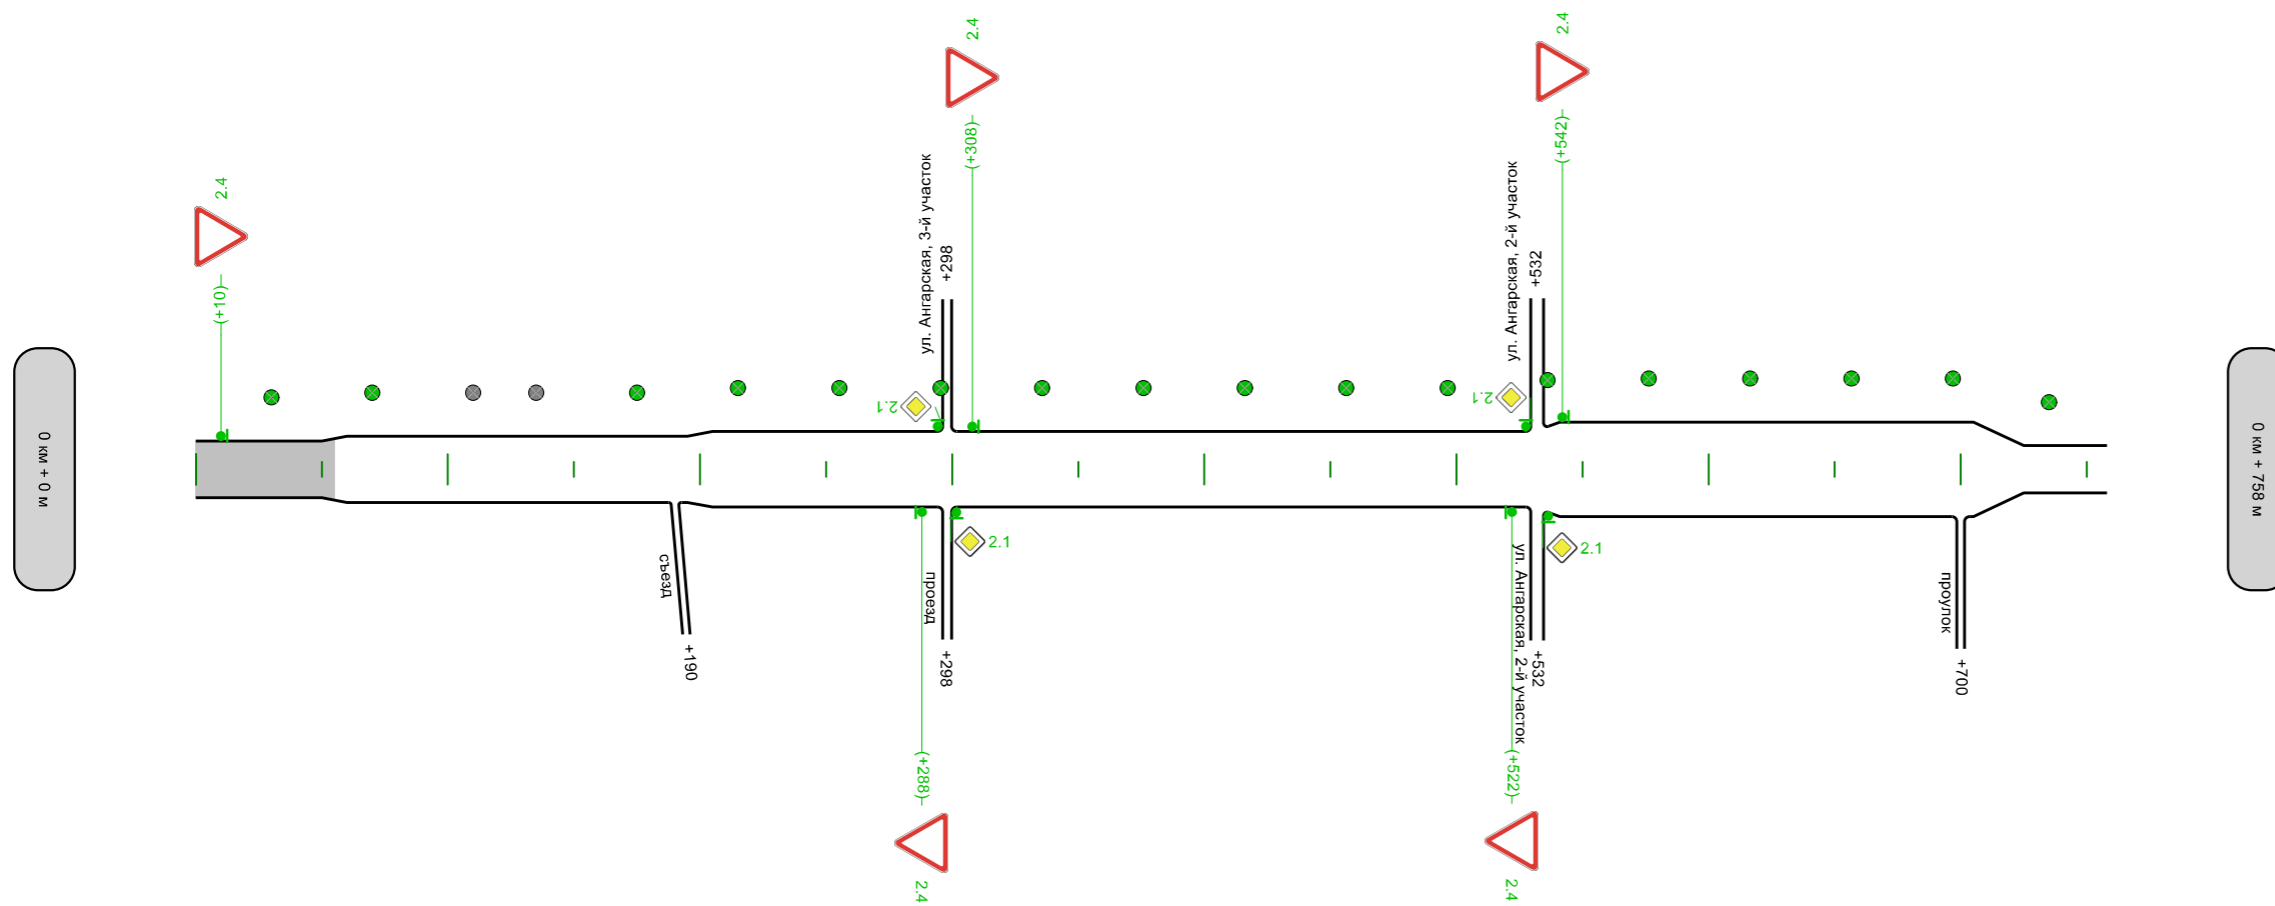 2.4
2.4
2.4
(+10)
(+308)
(+542)
ул. Ангарская, 3-й участок
+298
ул. Ангарская, 2-й участок
+532
2.1
2.1
0 км + 0 м
0 км + 758 м
2.1
2.1
съезд
+190
проезд
+298
ул. Ангарская, 2-й участок
+532
проулок
+700
(+288)
(+522)
2.4
2.4